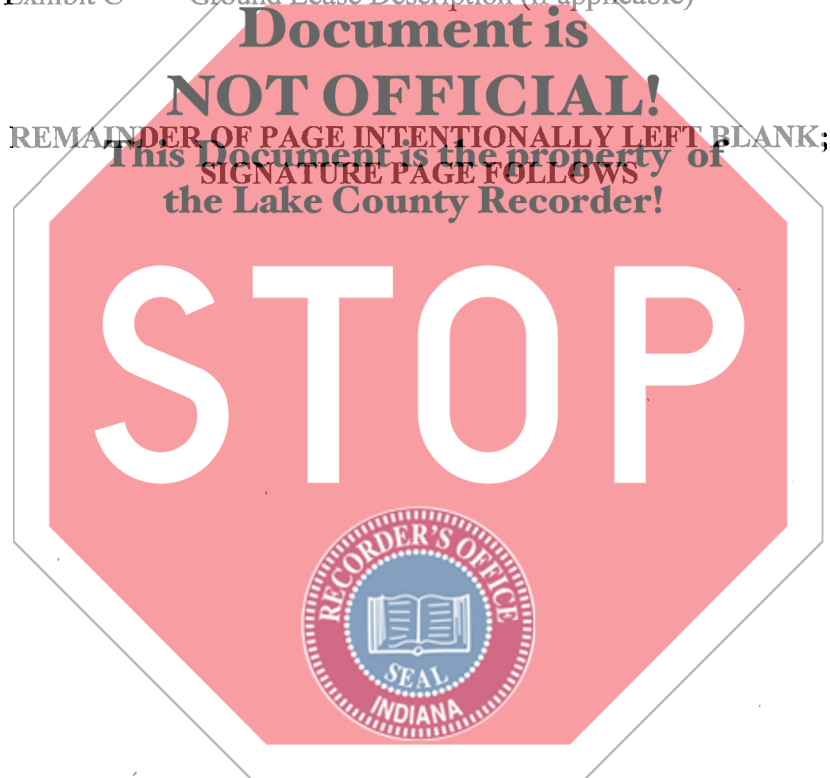 Exhibit C Ground Lease Description (if applicable)
Document is
NOT OFFICIAL!
REMAINDER OF PAGE INTENTIONALLY LEFT BLANK;
This Document is the property of
SIGNATURE PAGE FOLLOWS
the Lake County Recorder!
STOP
RECORDER'S OFFICE
SEAL
INDIANA